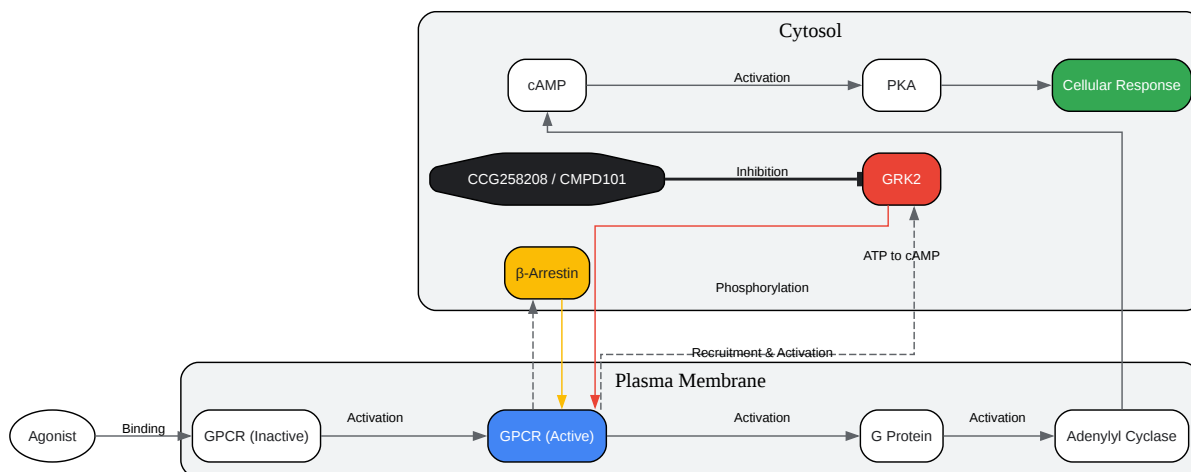 Cytosol
cAMP
Activation
PKA
Cellular Response
CCG258208 / CMPD101
Inhibition
GRK2
ATP to cAMP
β-Arrestin
Phosphorylation
Recruitment & Activation
Plasma Membrane
Agonist
Binding
GPCR (Inactive)
Activation
GPCR (Active)
Activation
G Protein
Activation
Adenylyl Cyclase